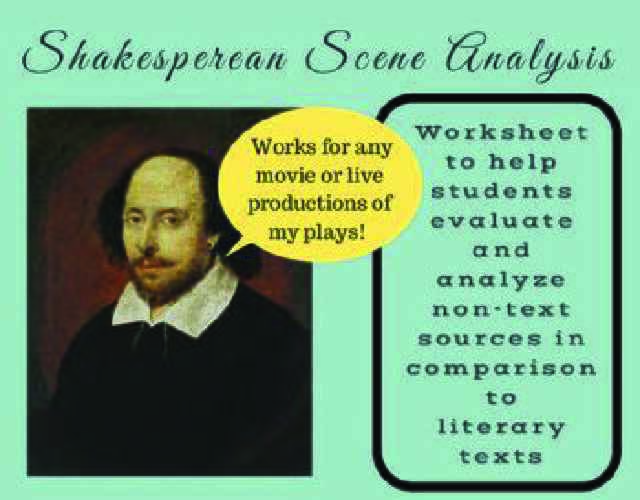 Shakesperean Scene Analysis
Works for any
movie or live
productions of
my plays!
Worksheet
to help
students
evaluate
and
analyze
non-text
sources in
comparison
to
literary
texts